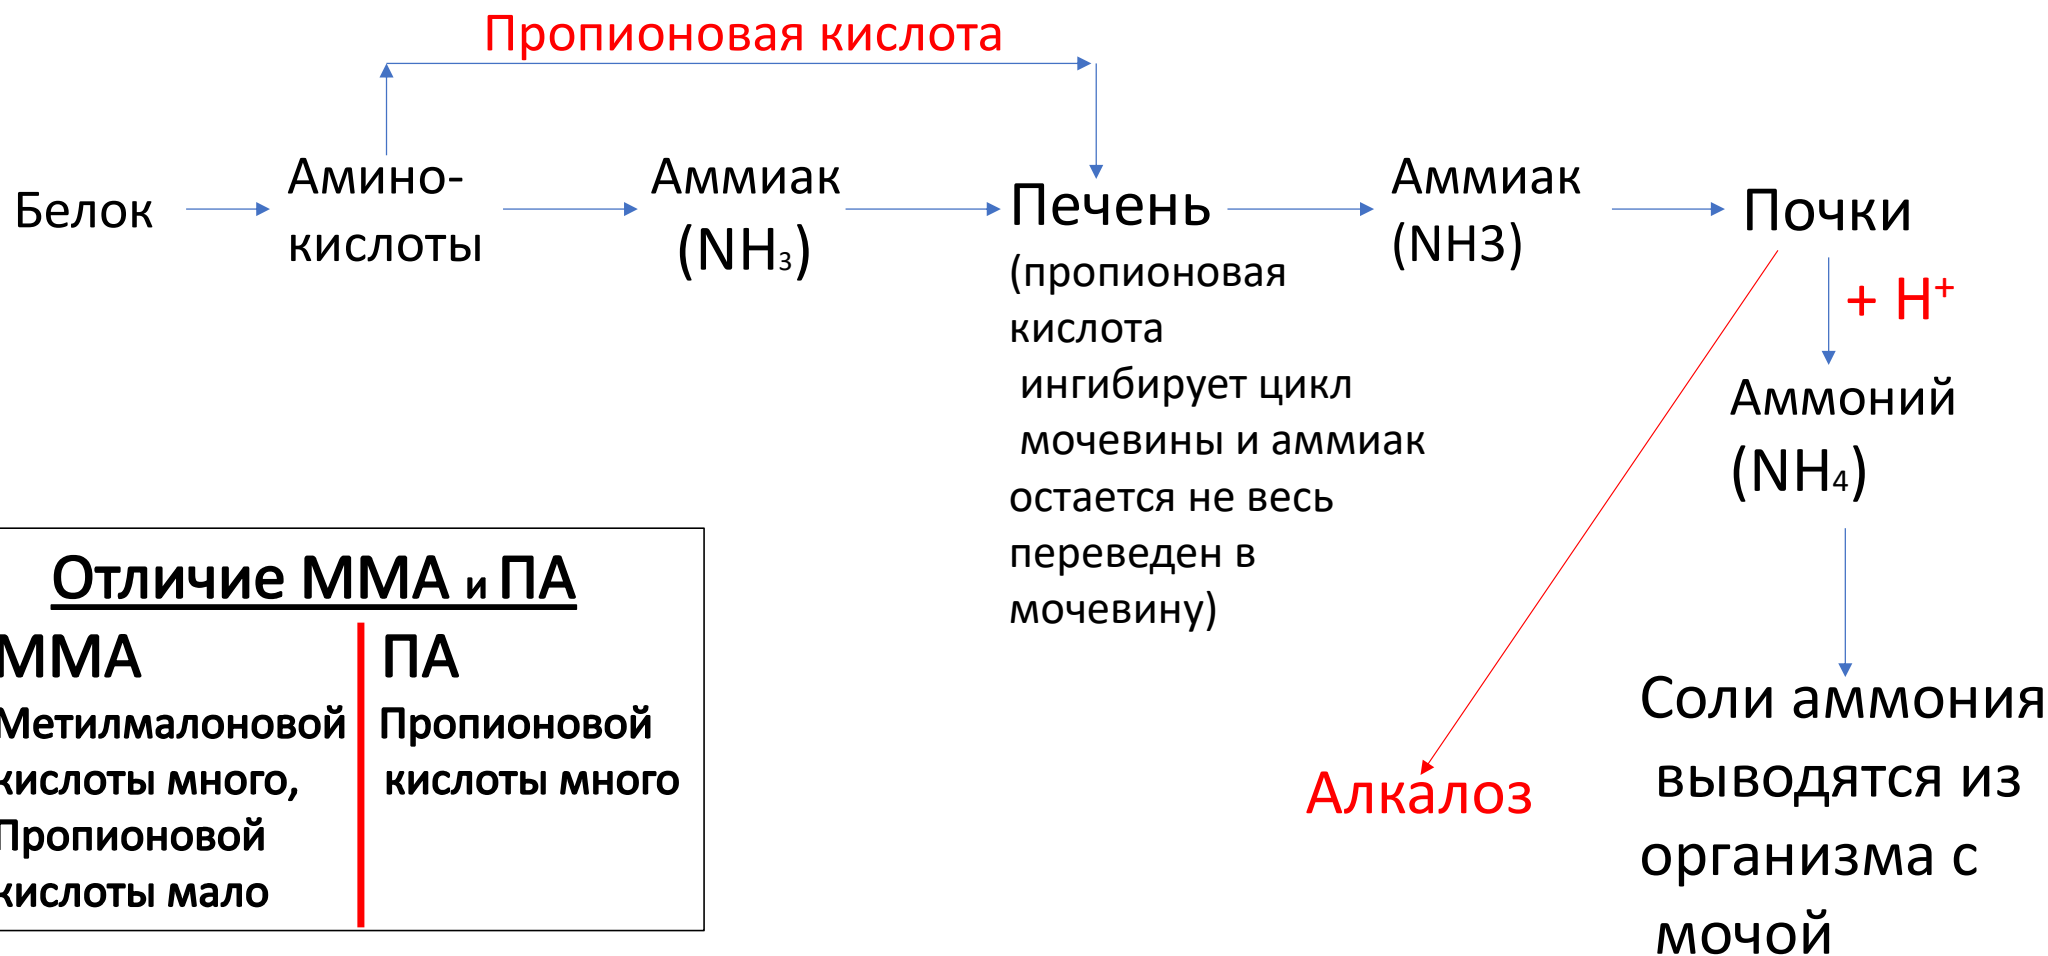 Пропионовая кислота
Белок
Амино-
кислоты
Аммиак
(NH₃)
Печень
(пропионовая
кислота
ингибирует цикл
мочевины и аммиак
остается не весь
переведен в
мочевину)
Аммиак
(NH3)
Почки
+ H⁺
Аммоний
(NH₄)
Соли аммония
выводятся из
организма с
мочой
Алкалоз
Отличие ММА и ПА
ММА
Метилмалоновой
кислоты много,
Пропионовой
кислоты мало
ПА
Пропионовой
кислоты много